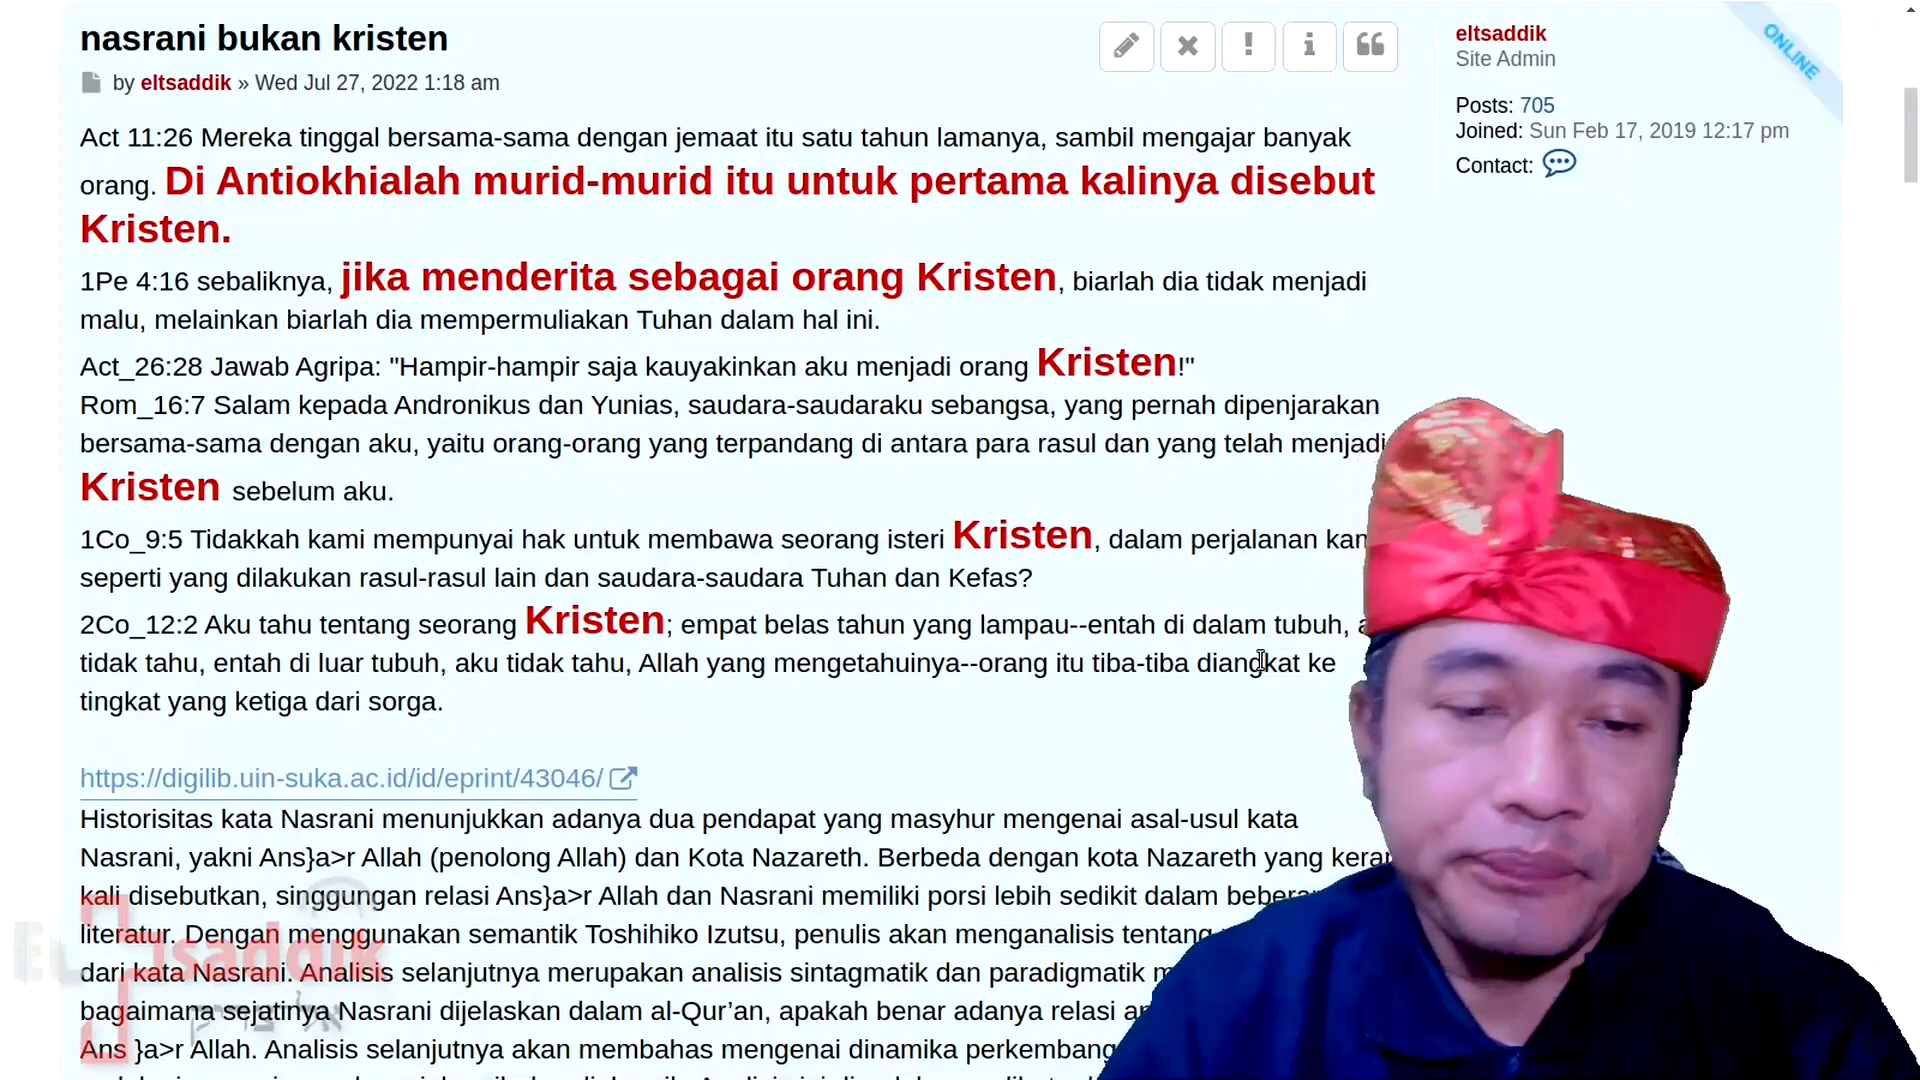 nasrani bukan kristen
by eltsaddik » Wed Jul 27, 2022 1:18 am
Act 11:26 Mereka tinggal bersama-sama dengan jemaat itu satu tahun lamanya, sambil mengajar banyak
orang. Di Antiokhialah murid-murid itu untuk pertama kalinya disebut
Kristen.
1Pe 4:16 sebaliknya, jika menderita sebagai orang Kristen, biarlah dia tidak menjadi
malu, melainkan biarlah dia mempermuliakan Tuhan dalam hal ini.
Act_26:28 Jawab Agripa: "Hampir-hampir saja kauyakinkan aku menjadi orang Kristen!"
Rom_16:7 Salam kepada Andronikus dan Yunias, saudara-saudaraku sebangsa, yang pernah dipenjarakan
bersama-sama dengan aku, yaitu orang-orang yang terpandang di antara para rasul dan yang telah menjadi
Kristen sebelum aku.
1Co_9:5 Tidakkah kami mempunyai hak untuk membawa seorang isteri Kristen, dalam perjalanan
seperti yang dilakukan rasul-rasul lain dan saudara-saudara Tuhan dan Kefas?
2Co_12:2 Aku tahu tentang seorang Kristen; empat belas tahun yang lampau--entah di dalam tubuh,
tidak tahu, entah di luar tubuh, aku tidak tahu, Allah yang mengetahuinya--orang itu tiba-tiba diangkat ke
tingkat yang ketiga dari sorga.
https://digilib.uin-suka.ac.id/id/eprint/43046/
Historisitas kata Nasrani menunjukkan adanya dua pendapat yang masyhur mengenai asal-usul kata
Nasrani, yakni Ans}a>r Allah (penolong Allah) dan Kota Nazareth. Berbeda dengan kota Nazareth yang
kali disebutkan, singgungan relasi Ans}a>r Allah dan Nasrani memiliki porsi lebih sedikit dalam
literatur. Dengan menggunakan semantik Toshihiko Izutsu, penulis akan menganalisis tentang
dari kata Nasrani. Analisis selanjutnya merupakan analisis sintagmatik dan paradigmatik
bagaimana sejatinya Nasrani dijelaskan dalam al-Qur’an, apakah benar adanya relasi
Ans }a>r Allah. Analisis selanjutnya akan membahas mengenai dinamika
eltsaddik
Site Admin
Posts: 705
Joined: Sun Feb 17, 2019 12:17 pm
Contact:
ONLINE